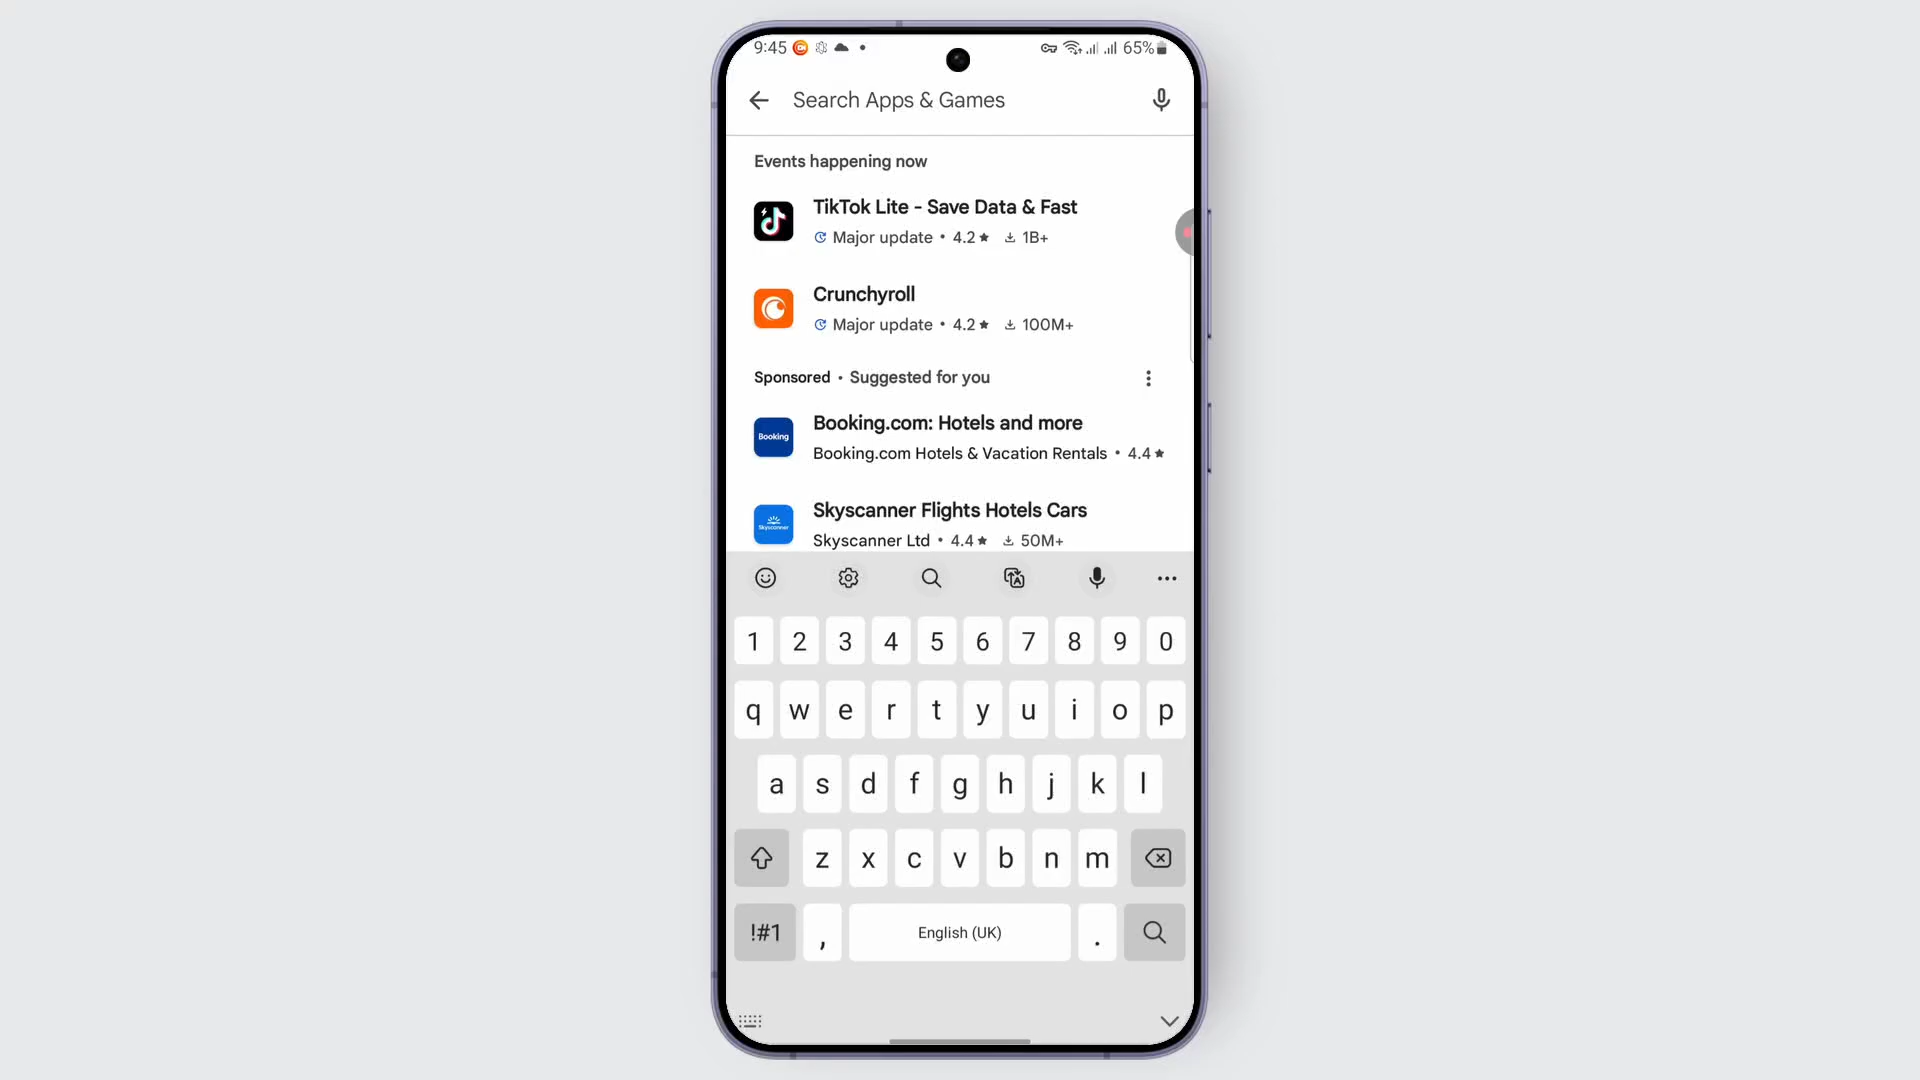 9:45 65%
Search Apps & Games
Events happening now
TikTok Lite - Save Data & Fast
Major update • 4.2★ 1B+
Crunchyroll
Major update • 4.2★ 100M+
Sponsored • Suggested for you
Booking
Booking.com: Hotels and more
Booking.com Hotels & Vacation Rentals • 4.4★
Skyscanner
Skyscanner Flights Hotels Cars
Skyscanner Ltd • 4.4★ 50M+
1 2 3 4 5 6 7 8 9 0
q w e r t y u i o p
a s d f g h j k l
z x c v b n m
!#1 , English (UK) .